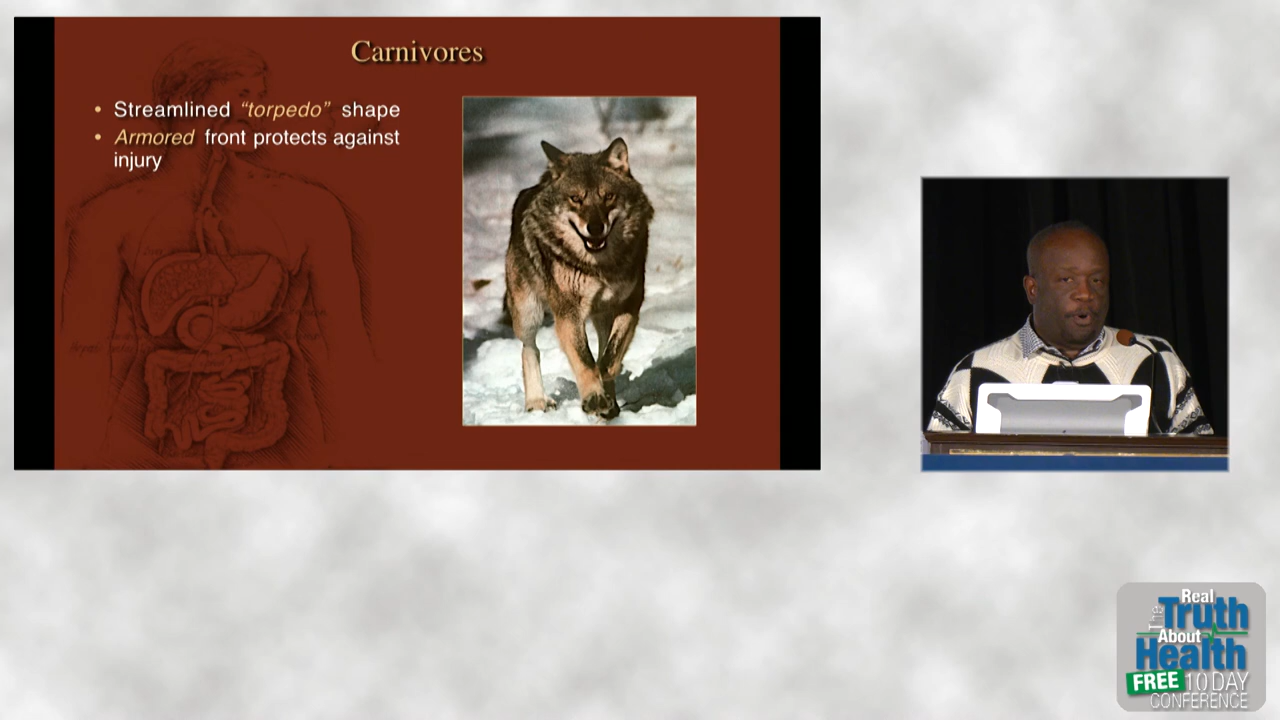 Carnivores
• Streamlined “torpedo” shape
• Armored front protects against
injury
The
Real
Truth
About
Health
FREE 10 DAY
CONFERENCE